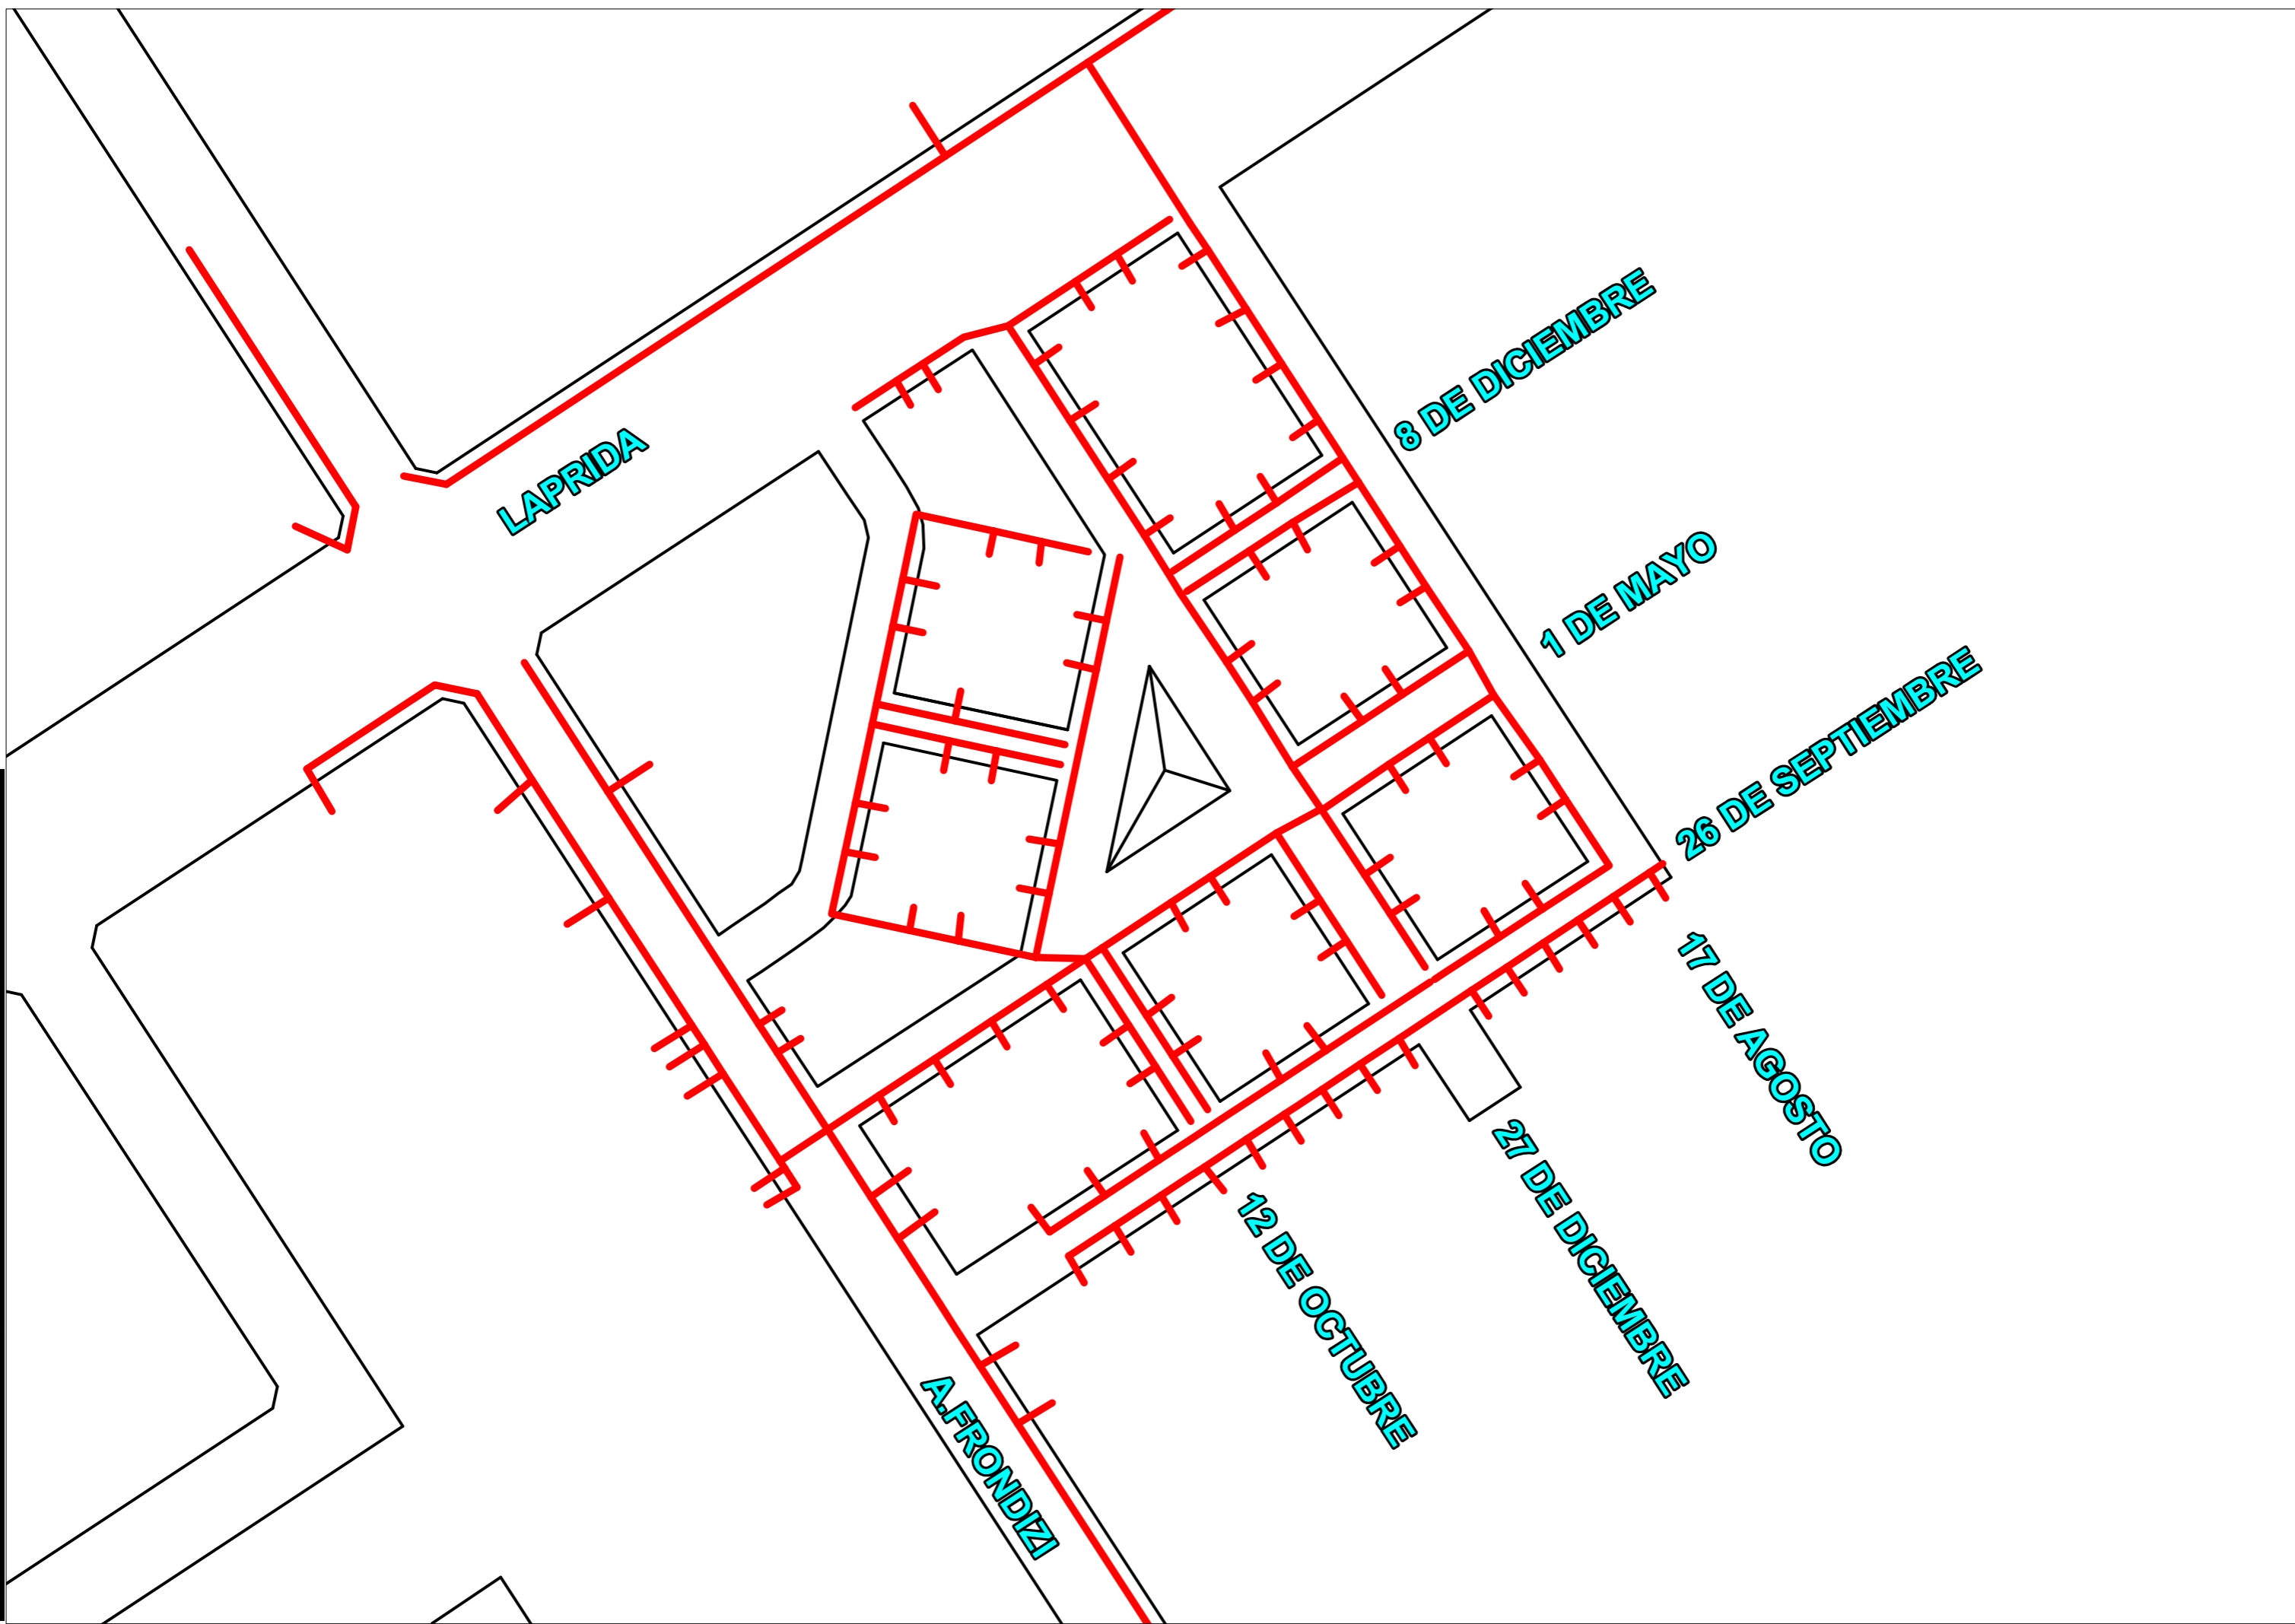 8 DE DICIEMBRE
LAPRIDA
1 DE MAYO
26 DE SEPTIEMBRE
17 DE AGOSTO
27 DE DICIEMBRE
12 DE OCTUBRE
A.FRONDIZI